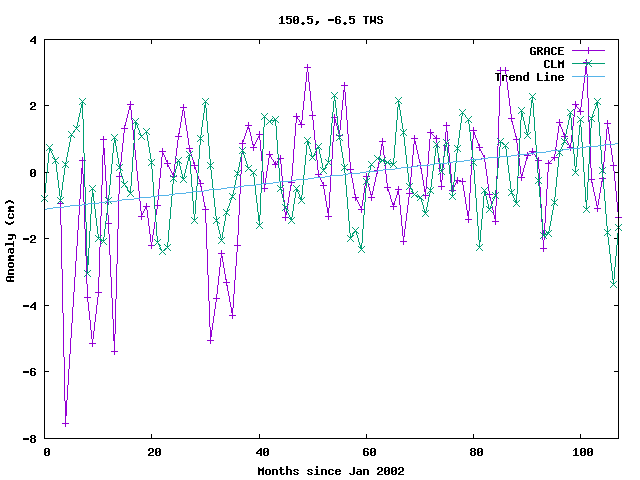 150.5, -6.5 TWS
GRACE
CLM
Trend Line
4
2
0
-2
-4
-6
-8
Anomaly (cm)
0 20 40 60 80 100
Months since Jan 2002